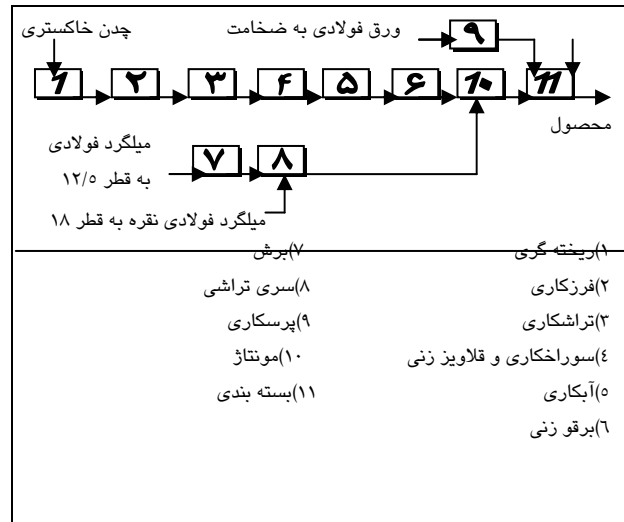 چدن خاکستری
ورق فولادی به ضخامت
۹
1 ۲ ۳ ۴ ۵ ۶ ۱۰ 11
محصول
میلگرد فولادی
به قطر ۱۲/۵
۷ ۸
میلگرد فولادی نقره به قطر ۱۸
۱)ریخته گری
۲)فرزکاری
۳)تراشکاری
٤)سوراخکاری و قلاویز زنی
٥)آبکاری
٦)برقو زنی
۷)برش
۸)سری تراشی
۹)پرسکاری
۱۰)مونتاژ
۱۱)بسته بندی